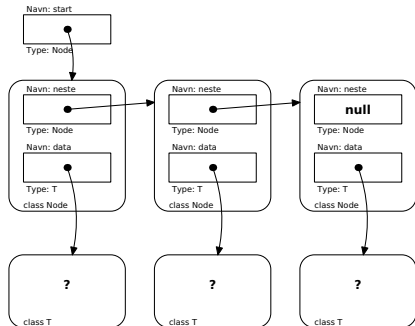 Navn: start
Type: Node
Navn: neste
Type: Node
Navn: data
Type: T
class Node
Navn: neste
Type: Node
Navn: data
Type: T
class Node
Navn: neste
null
Type: Node
Navn: data
Type: T
class Node
?
class T
?
class T
?
class T